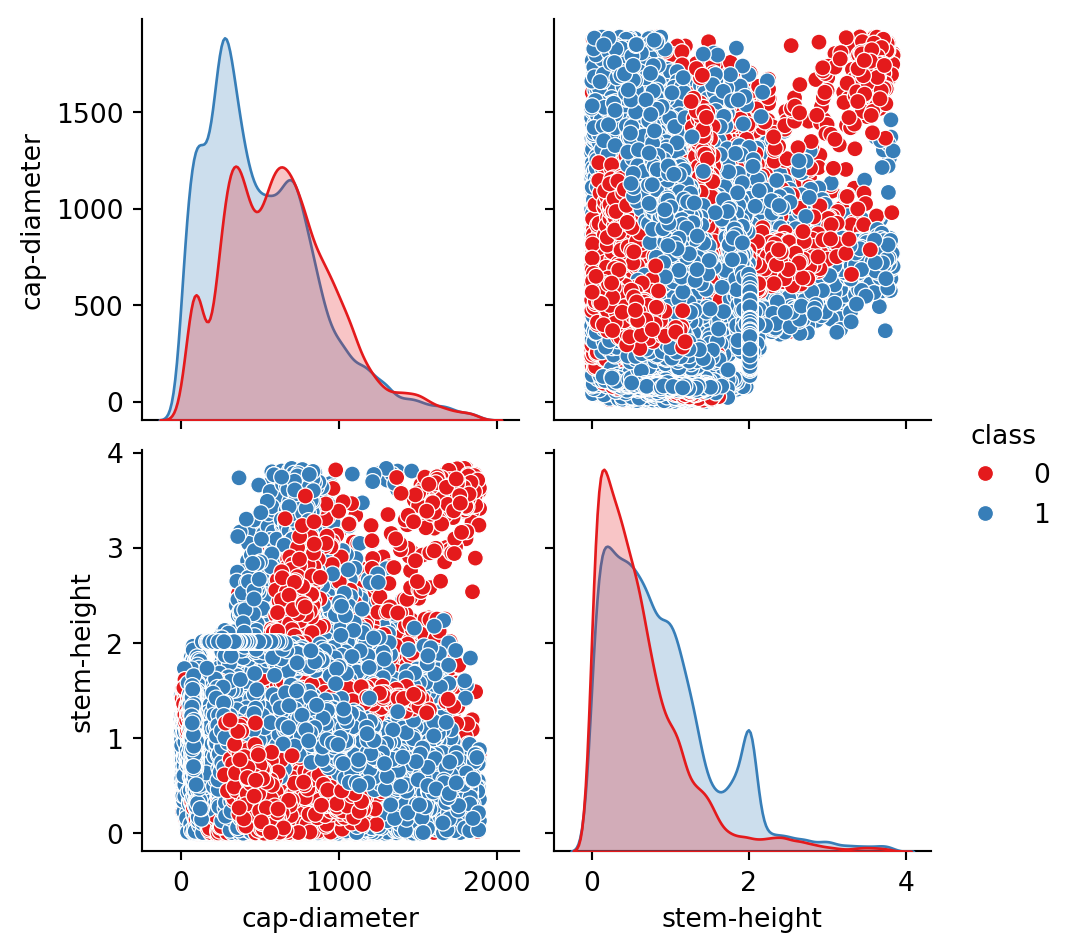 1500
1000
500
0
cap-diameter
4
3
2
1
0
stem-height
0 1000 2000
cap-diameter
0 2 4
stem-height
class
0
1